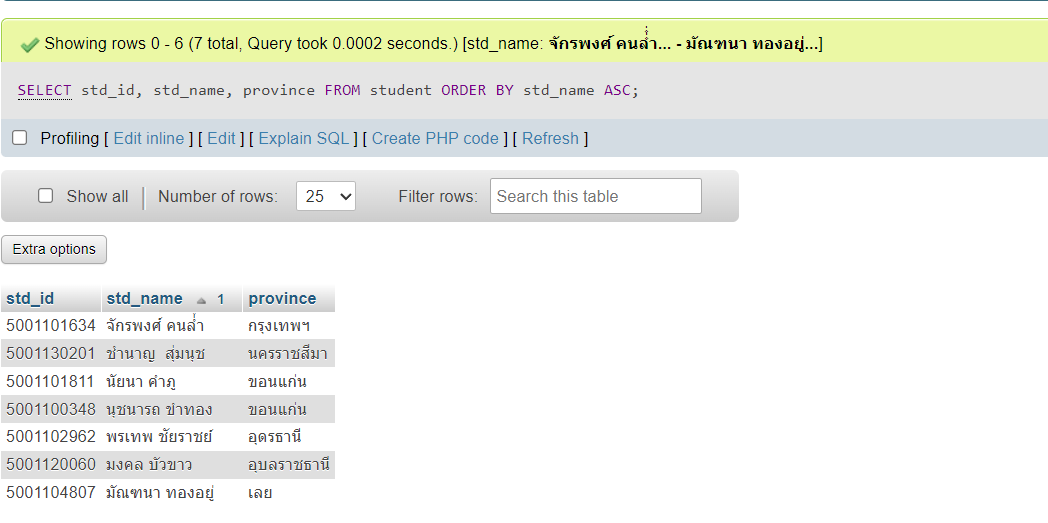 Showing rows 0 - 6 (7 total, Query took 0.0002 seconds.) [std_name: จักรพงศ์ คนล่ำ... - มัณฑนา ทองอยู่...]
SELECT std_id, std_name, province FROM student ORDER BY std_name ASC;
Profiling [ Edit inline ] [ Edit ] [ Explain SQL ] [ Create PHP code ] [ Refresh ]
Show all Number of rows: 25 Filter rows: Search this table
Extra options
std_id std_name 1 province
5001101634 จักรพงศ์ คนล่ำ กรุงเทพฯ
5001130201 ชำนาญ  สุ่มนุช นครราชสีมา
5001101811 นัยนา คำภู ขอนแก่น
5001100348 นุชนารถ ขำทอง ขอนแก่น
5001102962 พรเทพ ชัยราชย์ อุดรธานี
5001120060 มงคล บัวขาว อุบลราชธานี
5001104807 มัณฑนา ทองอยู่ เลย